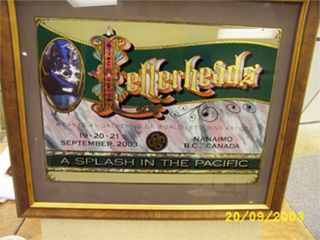 Letterheads
19-20-21
SEPTEMBER, 2003
NANAIMO
B.C., CANADA
A SPLASH IN THE PACIFIC
20/09/2003